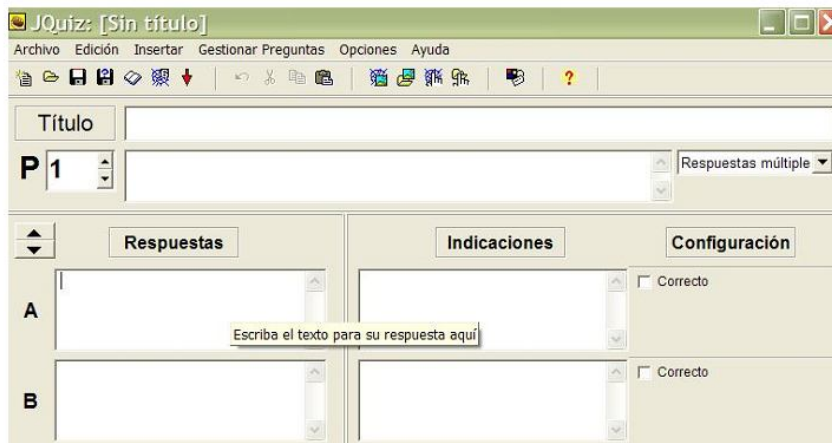 JQuiz: [Sin título]
Archivo Edición Insertar Gestionar Preguntas Opciones Ayuda
?
Título
P 1 Respuestas múltiple
Respuestas Indicaciones Configuración
A Correcto
Escriba el texto para su respuesta aquí
B Correcto